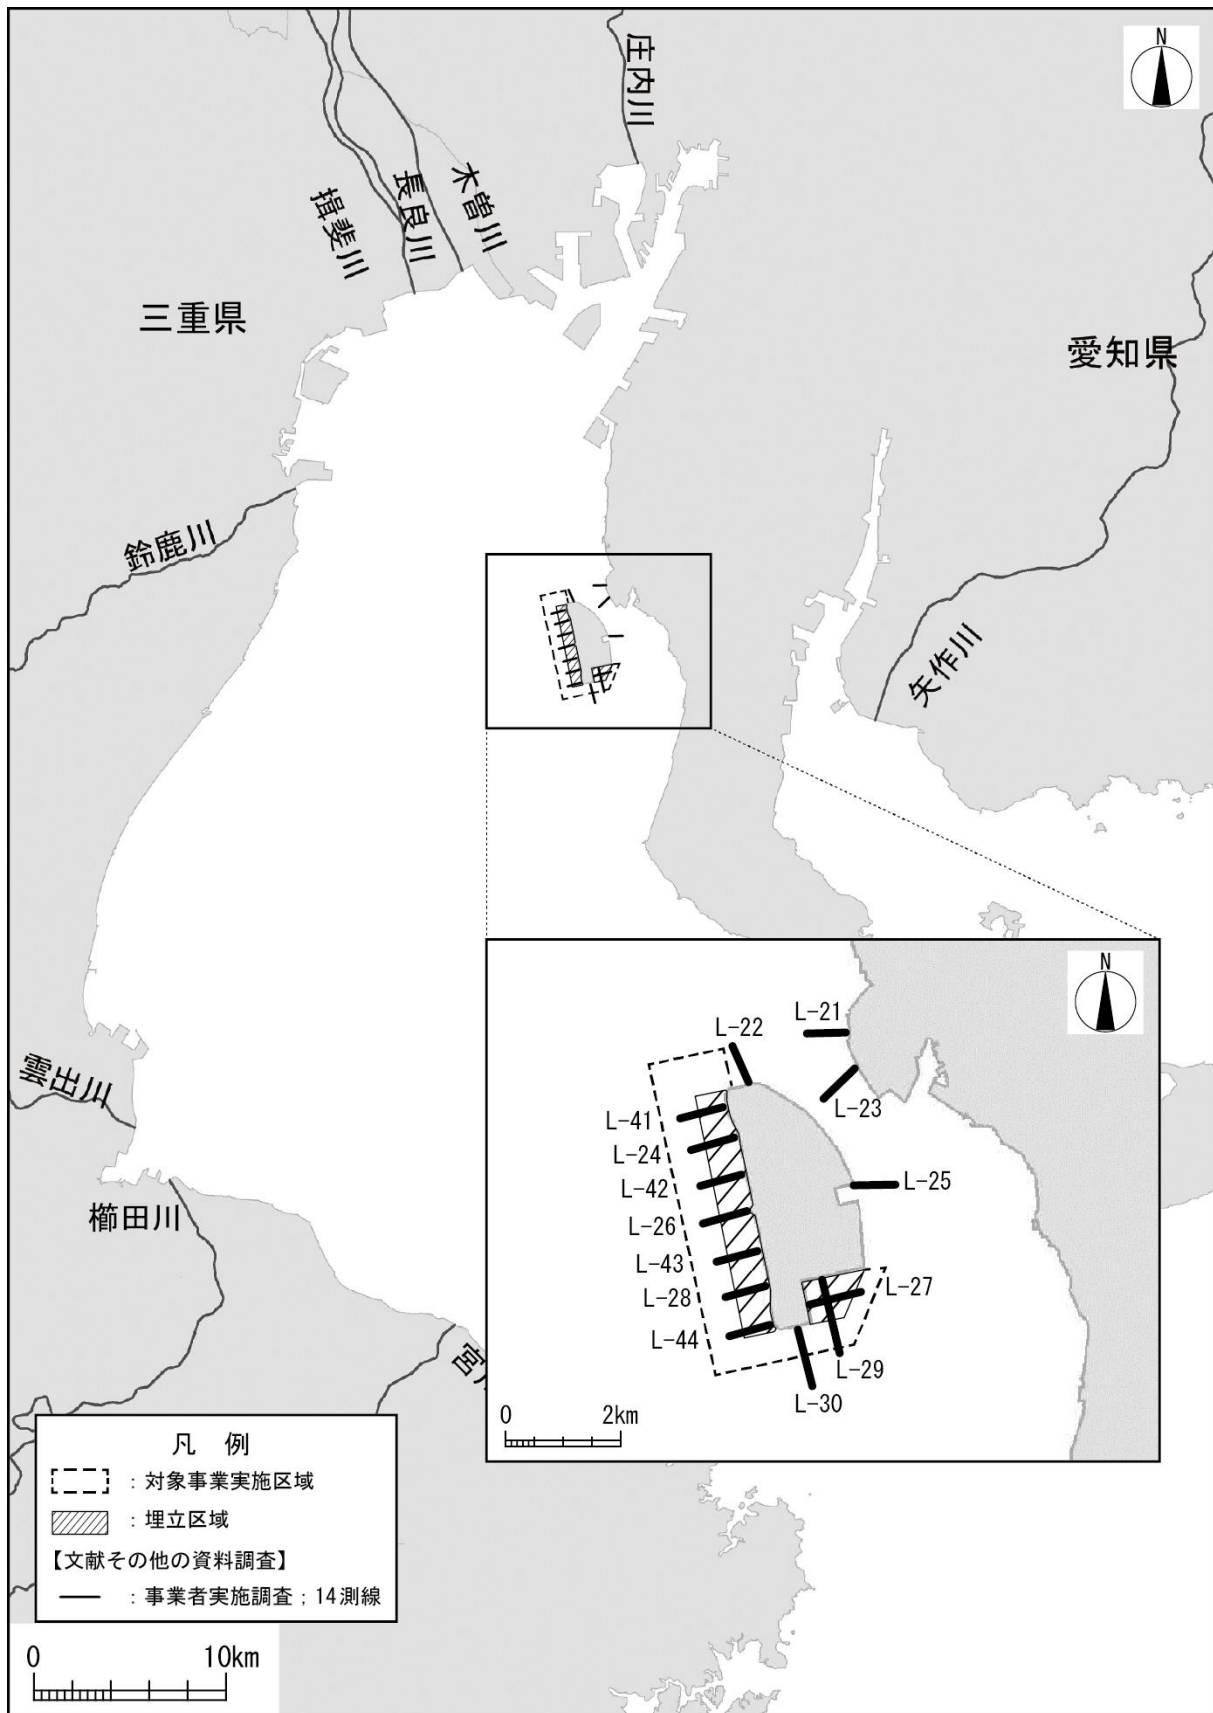 N
庄内川
木曽川
長良川
揖斐川
三重県
愛知県
鈴鹿川
矢作川
雲出川
櫛田川
宮
N
L-21
L-22
L-23
L-41
L-24
L-42
L-25
L-26
L-43
L-28
L-27
L-44
L-29
L-30
0 2km
凡 例
：対象事業実施区域
：埋立区域
【文献その他の資料調査】
：事業者実施調査；14測線
0 10km